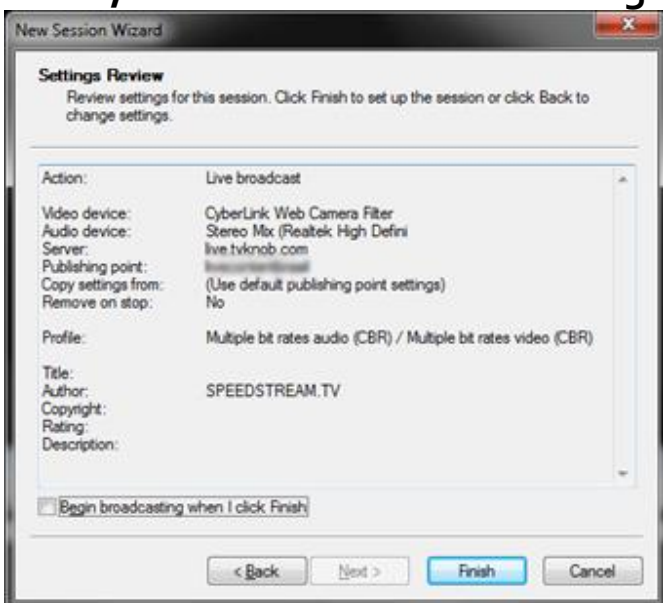 New Session Wizard
Settings Review
Review settings for this session. Click Finish to set up the session or click Back to
change settings.
Action: Live broadcast
Video device: CyberLink Web Camera Filter
Audio device: Stereo Mix (Realtek High Defini
Server: live.tvknob.com
Publishing point:
Copy settings from: (Use default publishing point settings)
Remove on stop: No
Profile: Multiple bit rates audio (CBR) / Multiple bit rates video (CBR)
Title:
Author: SPEEDSTREAM.TV
Copyright:
Rating:
Description:
Begin broadcasting when I click Finish
< Back Next > Finish Cancel